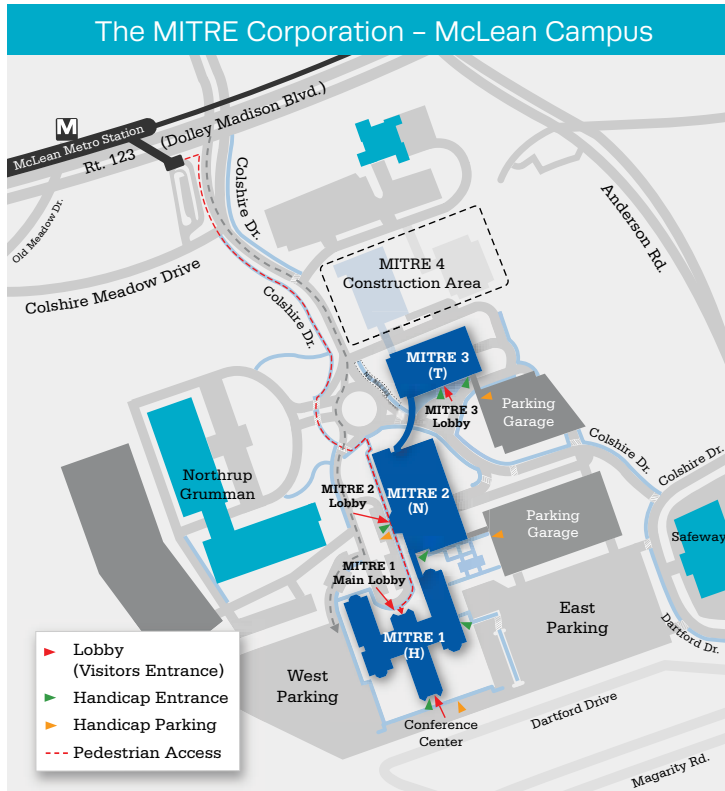 The MITRE Corporation – McLean Campus
M
McLean Metro Station
(Dolley Madison Blvd.)
Rt. 123
Old Meadow Dr.
Colshire Dr.
Anderson Rd.
Colshire Meadow Drive
Colshire Dr.
MITRE 4
Construction Area
MITRE 3
(T)
MITRE 3
Lobby
Parking
Garage
Colshire Dr.
Colshire Dr.
Northrup
Grumman
MITRE 2
Lobby
MITRE 2
(N)
Parking
Garage
Safeway
MITRE 1
Main Lobby
MITRE 1
(H)
East
Parking
Dartford Dr.
West
Parking
Conference
Center
Dartford Drive
Magarity Rd.
Lobby
(Visitors Entrance)
Handicap Entrance
Handicap Parking
Pedestrian Access